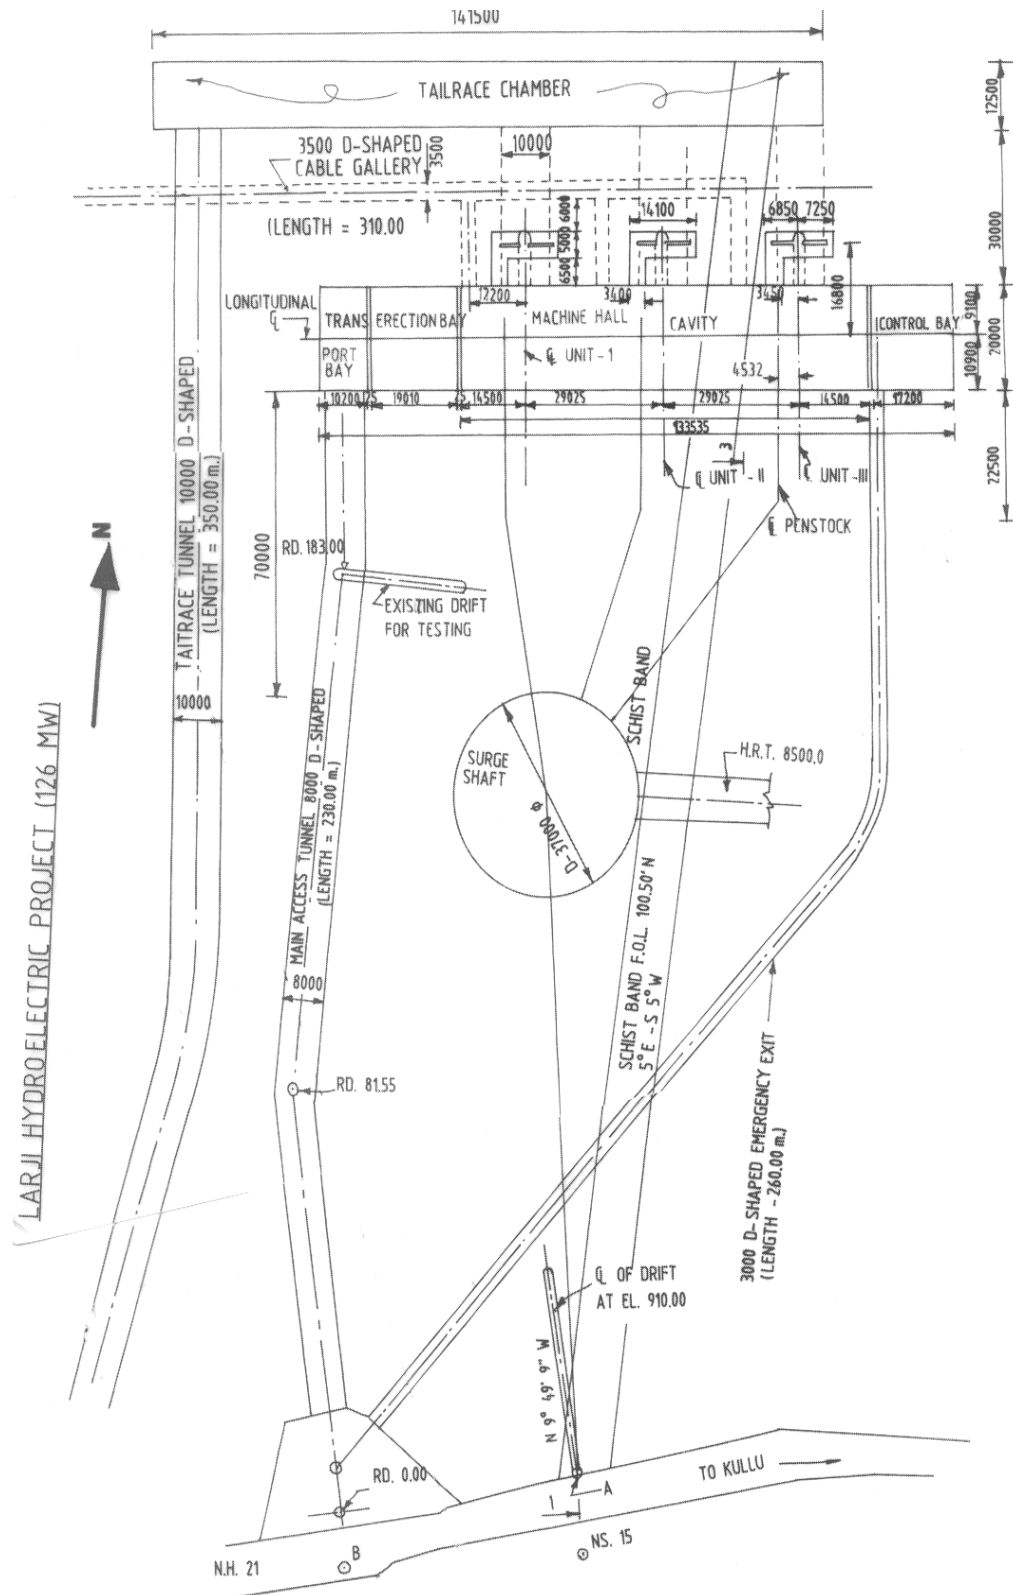 141500
TAILRACE CHAMBER
12500
3500 D-SHAPED
CABLE GALLERY
3500
10000
(LENGTH = 310.00
6000
5000
6500
14100
6850
7250
30000
16800
LONGITUDINAL
℄
TRANS
PORT
BAY
ERECTION BAY
MACHINE HALL
CAVITY
CONTROL BAY
3400
3450
9100
10900
20000
℄ UNIT-1
4532
10200
19010
14500
29025
29025
14500
17200
133535
3
22500
℄ UNIT-II
℄ UNIT-III
℄ PENSTOCK
TAITRACE TUNNEL 10000 D-SHAPED
(LENGTH = 350.00 m.)
70000
RD. 183.00
EXISTING DRIFT
FOR TESTING
N
10000
MAIN ACCESS TUNNEL 8000 D-SHAPED
(LENGTH = 230.00 m.)
SURGE
SHAFT
D-37000 φ
SCHIST BAND
H.R.T. 8500.0
LARJI HYDROELECTRIC PROJECT (126 MW)
8000
SCHIST BAND F.O.L. 100.50' N
5° E - S 5° W
RD. 81.55
3000 D-SHAPED EMERGENCY EXIT
(LENGTH - 260.00 m.)
℄ OF DRIFT
AT EL. 910.00
N 9° 49' 9" W
RD. 0.00
TO KULLU
1
A
N.H. 21
B
NS. 15